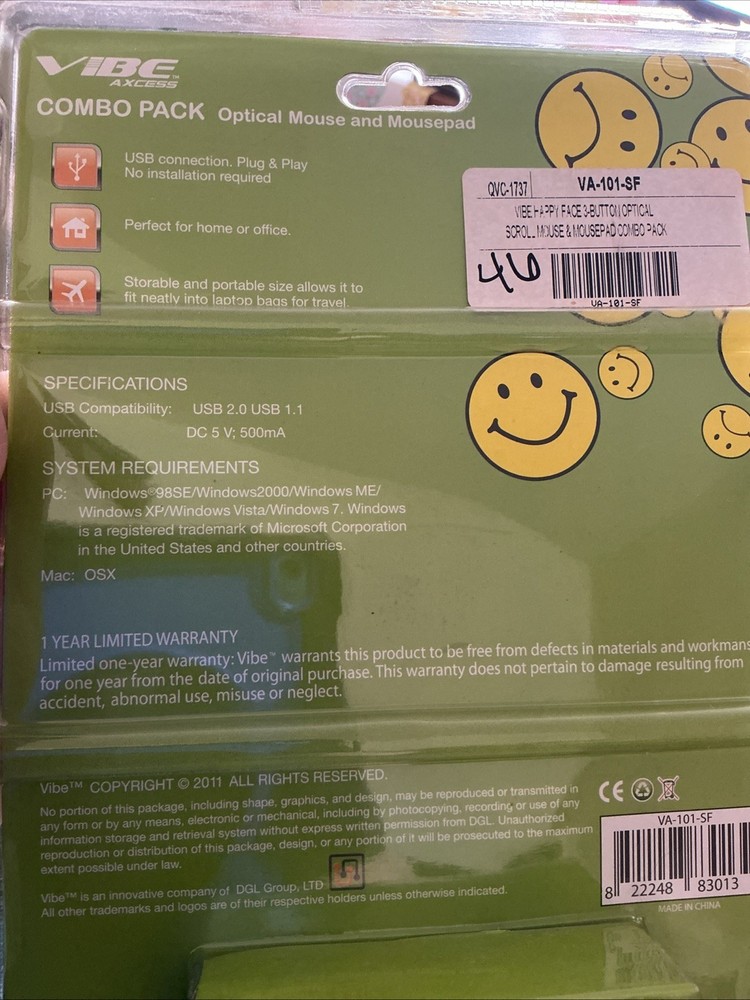 VIBE™
AXCESS
COMBO PACK Optical Mouse and Mousepad
USB connection. Plug & Play
No installation required
Perfect for home or office.
Storable and portable size allows it to
fit neatly into laptop bags for travel.
QVC-1737 VA-101-SF
VIBE HAPPY FACE 3-BUTTON OPTICAL
SCROLL MOUSE & MOUSEPAD COMBO PACK
46
VA-101-SF
SPECIFICATIONS
USB Compatibility: USB 2.0 USB 1.1
Current: DC 5 V; 500mA
SYSTEM REQUIREMENTS
PC: Windows®98SE/Windows2000/Windows ME/
Windows XP/Windows Vista/Windows 7. Windows
is a registered trademark of Microsoft Corporation
in the United States and other countries.
Mac: OSX
1 YEAR LIMITED WARRANTY
Limited one-year warranty: Vibe™ warrants this product to be free from defects in materials and workmans
for one year from the date of original purchase. This warranty does not pertain to damage resulting from
accident, abnormal use, misuse or neglect.
Vibe™ COPYRIGHT © 2011 ALL RIGHTS RESERVED.
No portion of this package, including shape, graphics, and design, may be reproduced or transmitted in
any form or by any means, electronic or mechanical, including by photocopying, recording, or use of any
information storage and retrieval system without express written permission from DGL. Unauthorized
reproduction or distribution of this package, design, or any portion of it will be prosecuted to the maximum
extent possible under law.
Vibe™ is an innovative company of DGL Group, LTD
All other trademarks and logos are of their respective holders unless otherwise indicated.
CE
VA-101-SF
8 22248 83013
MADE IN CHINA